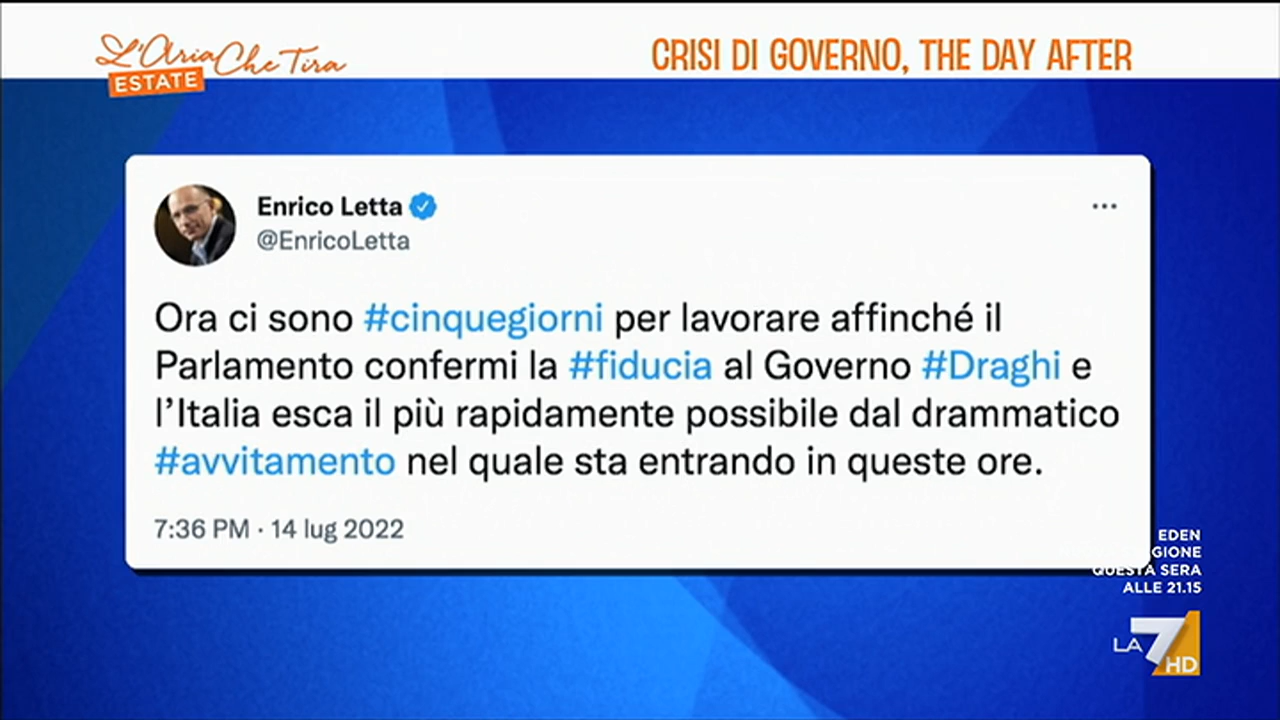 L'Aria Che Tira
ESTATE
CRISI DI GOVERNO, THE DAY AFTER
Enrico Letta
@EnricoLetta
Ora ci sono #cinquegiorni per lavorare affinché il
Parlamento confermi la #fiducia al Governo #Draghi e
l’Italia esca il più rapidamente possibile dal drammatico
#avvitamento nel quale sta entrando in queste ore.
7:36 PM · 14 lug 2022
EDEN
QUESTA SERA
ALLE 21.15
LA7
HD